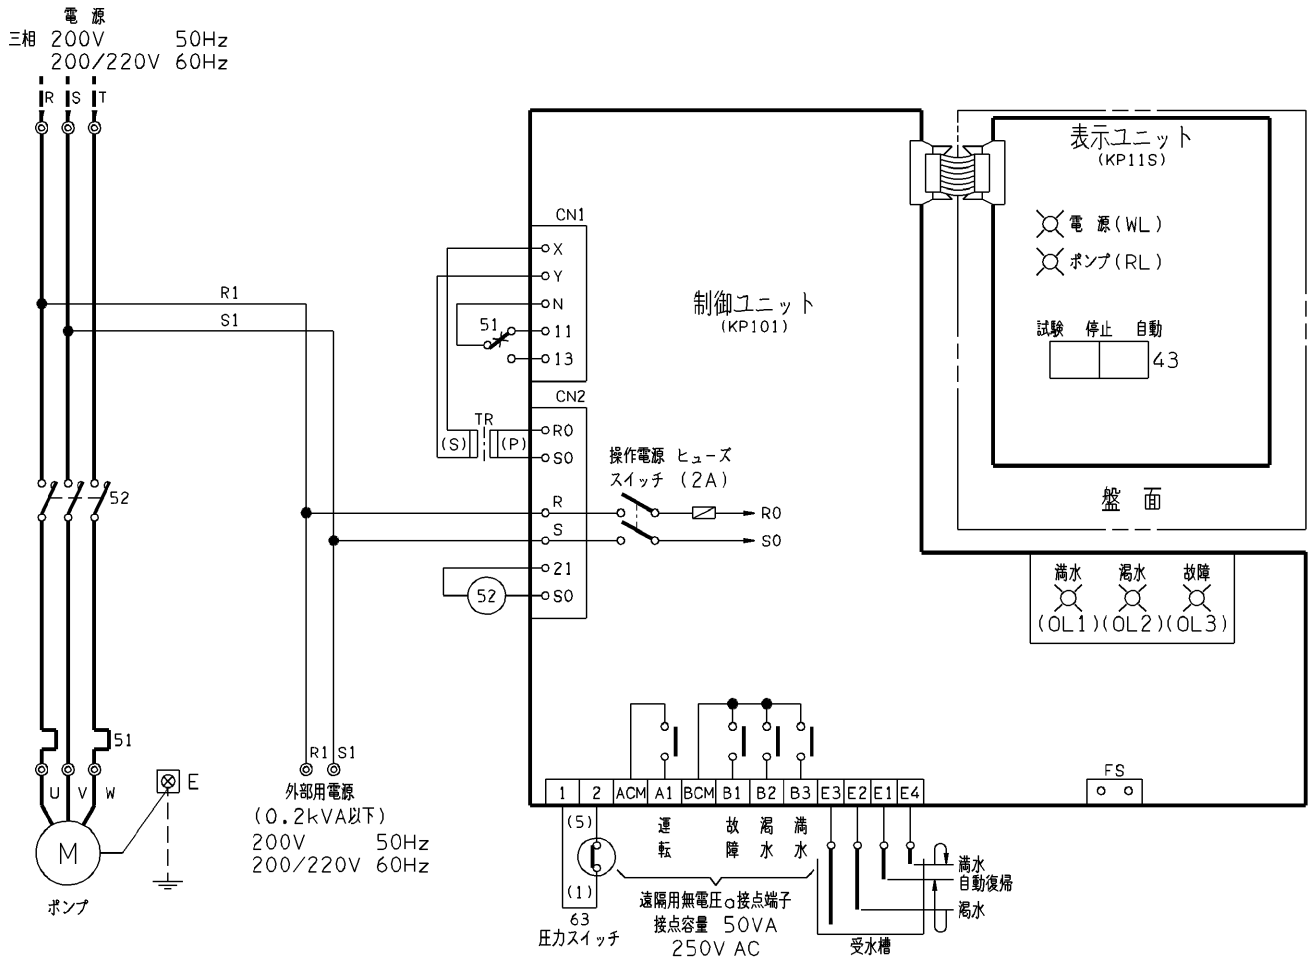 電 源
三相 200V 50Hz
200/220V 60Hz
R S T
R1
S1
52
51
U V W
E
M
ポンプ
R1 S1
外部用電源
(0.2kVA以下)
200V 50Hz
200/220V 60Hz
CN1
X
Y
N
51
11
13
CN2
TR
(S) (P)
R0
S0
R
S
21
52
S0
操作電源 ヒューズ
スイッチ (2A)
R0
S0
制御ユニット
(KP101)
表示ユニット
(KP11S)
電 源(WL)
ポンプ(RL)
試験 停止 自動
43
盤 面
満水 渇水 故障
(OL1)(OL2)(OL3)
FS
1 2 ACM A1 BCM B1 B2 B3 E3 E2 E1 E4
(5)
(1)
63
圧力スイッチ
運転
故障
渇水
満水
遠隔用無電圧a接点端子
接点容量 50VA
250V AC
満水
自動復帰
渇水
受水槽